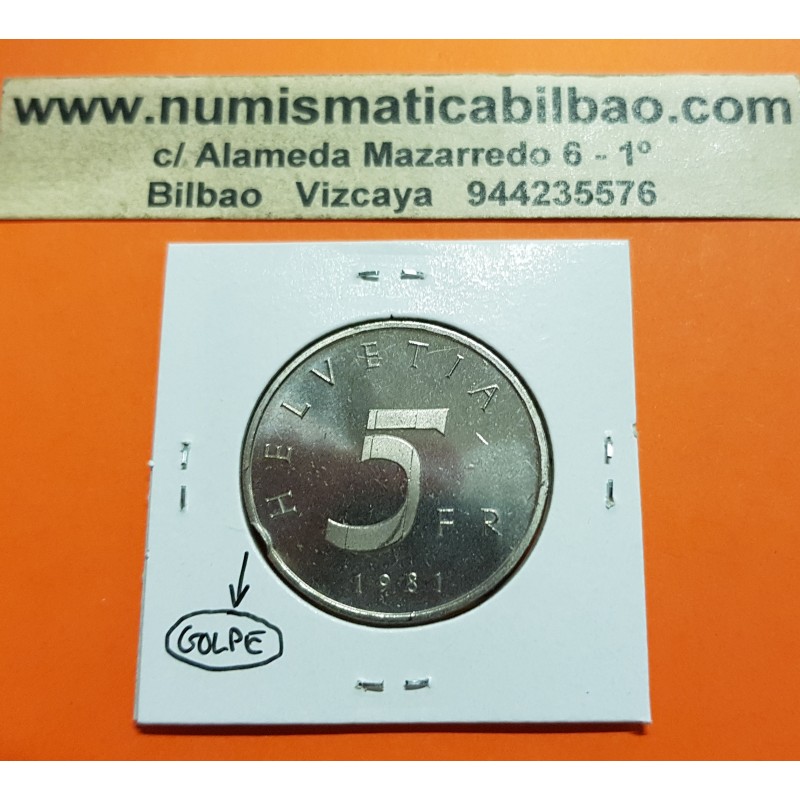 www.numismaticabilbao.com
c/ Alameda Mazarredo 6 - 1º
Bilbao Vizcaya 944235576
HELVETIA
5
FR
1981
GOLPE